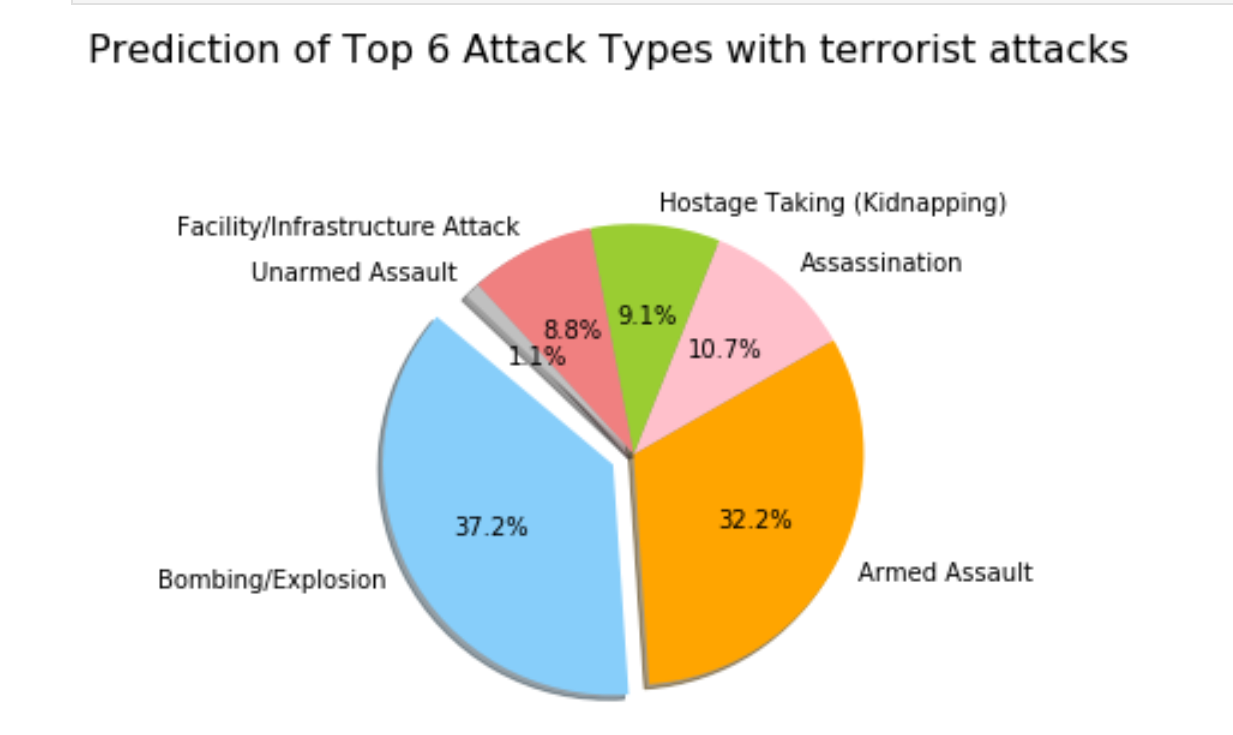 Prediction of Top 6 Attack Types with terrorist attacks
Hostage Taking (Kidnapping)
Facility/Infrastructure Attack
Assassination
Unarmed Assault
9.1%
8.8%
10.7%
1.1%
32.2%
37.2%
Armed Assault
Bombing/Explosion